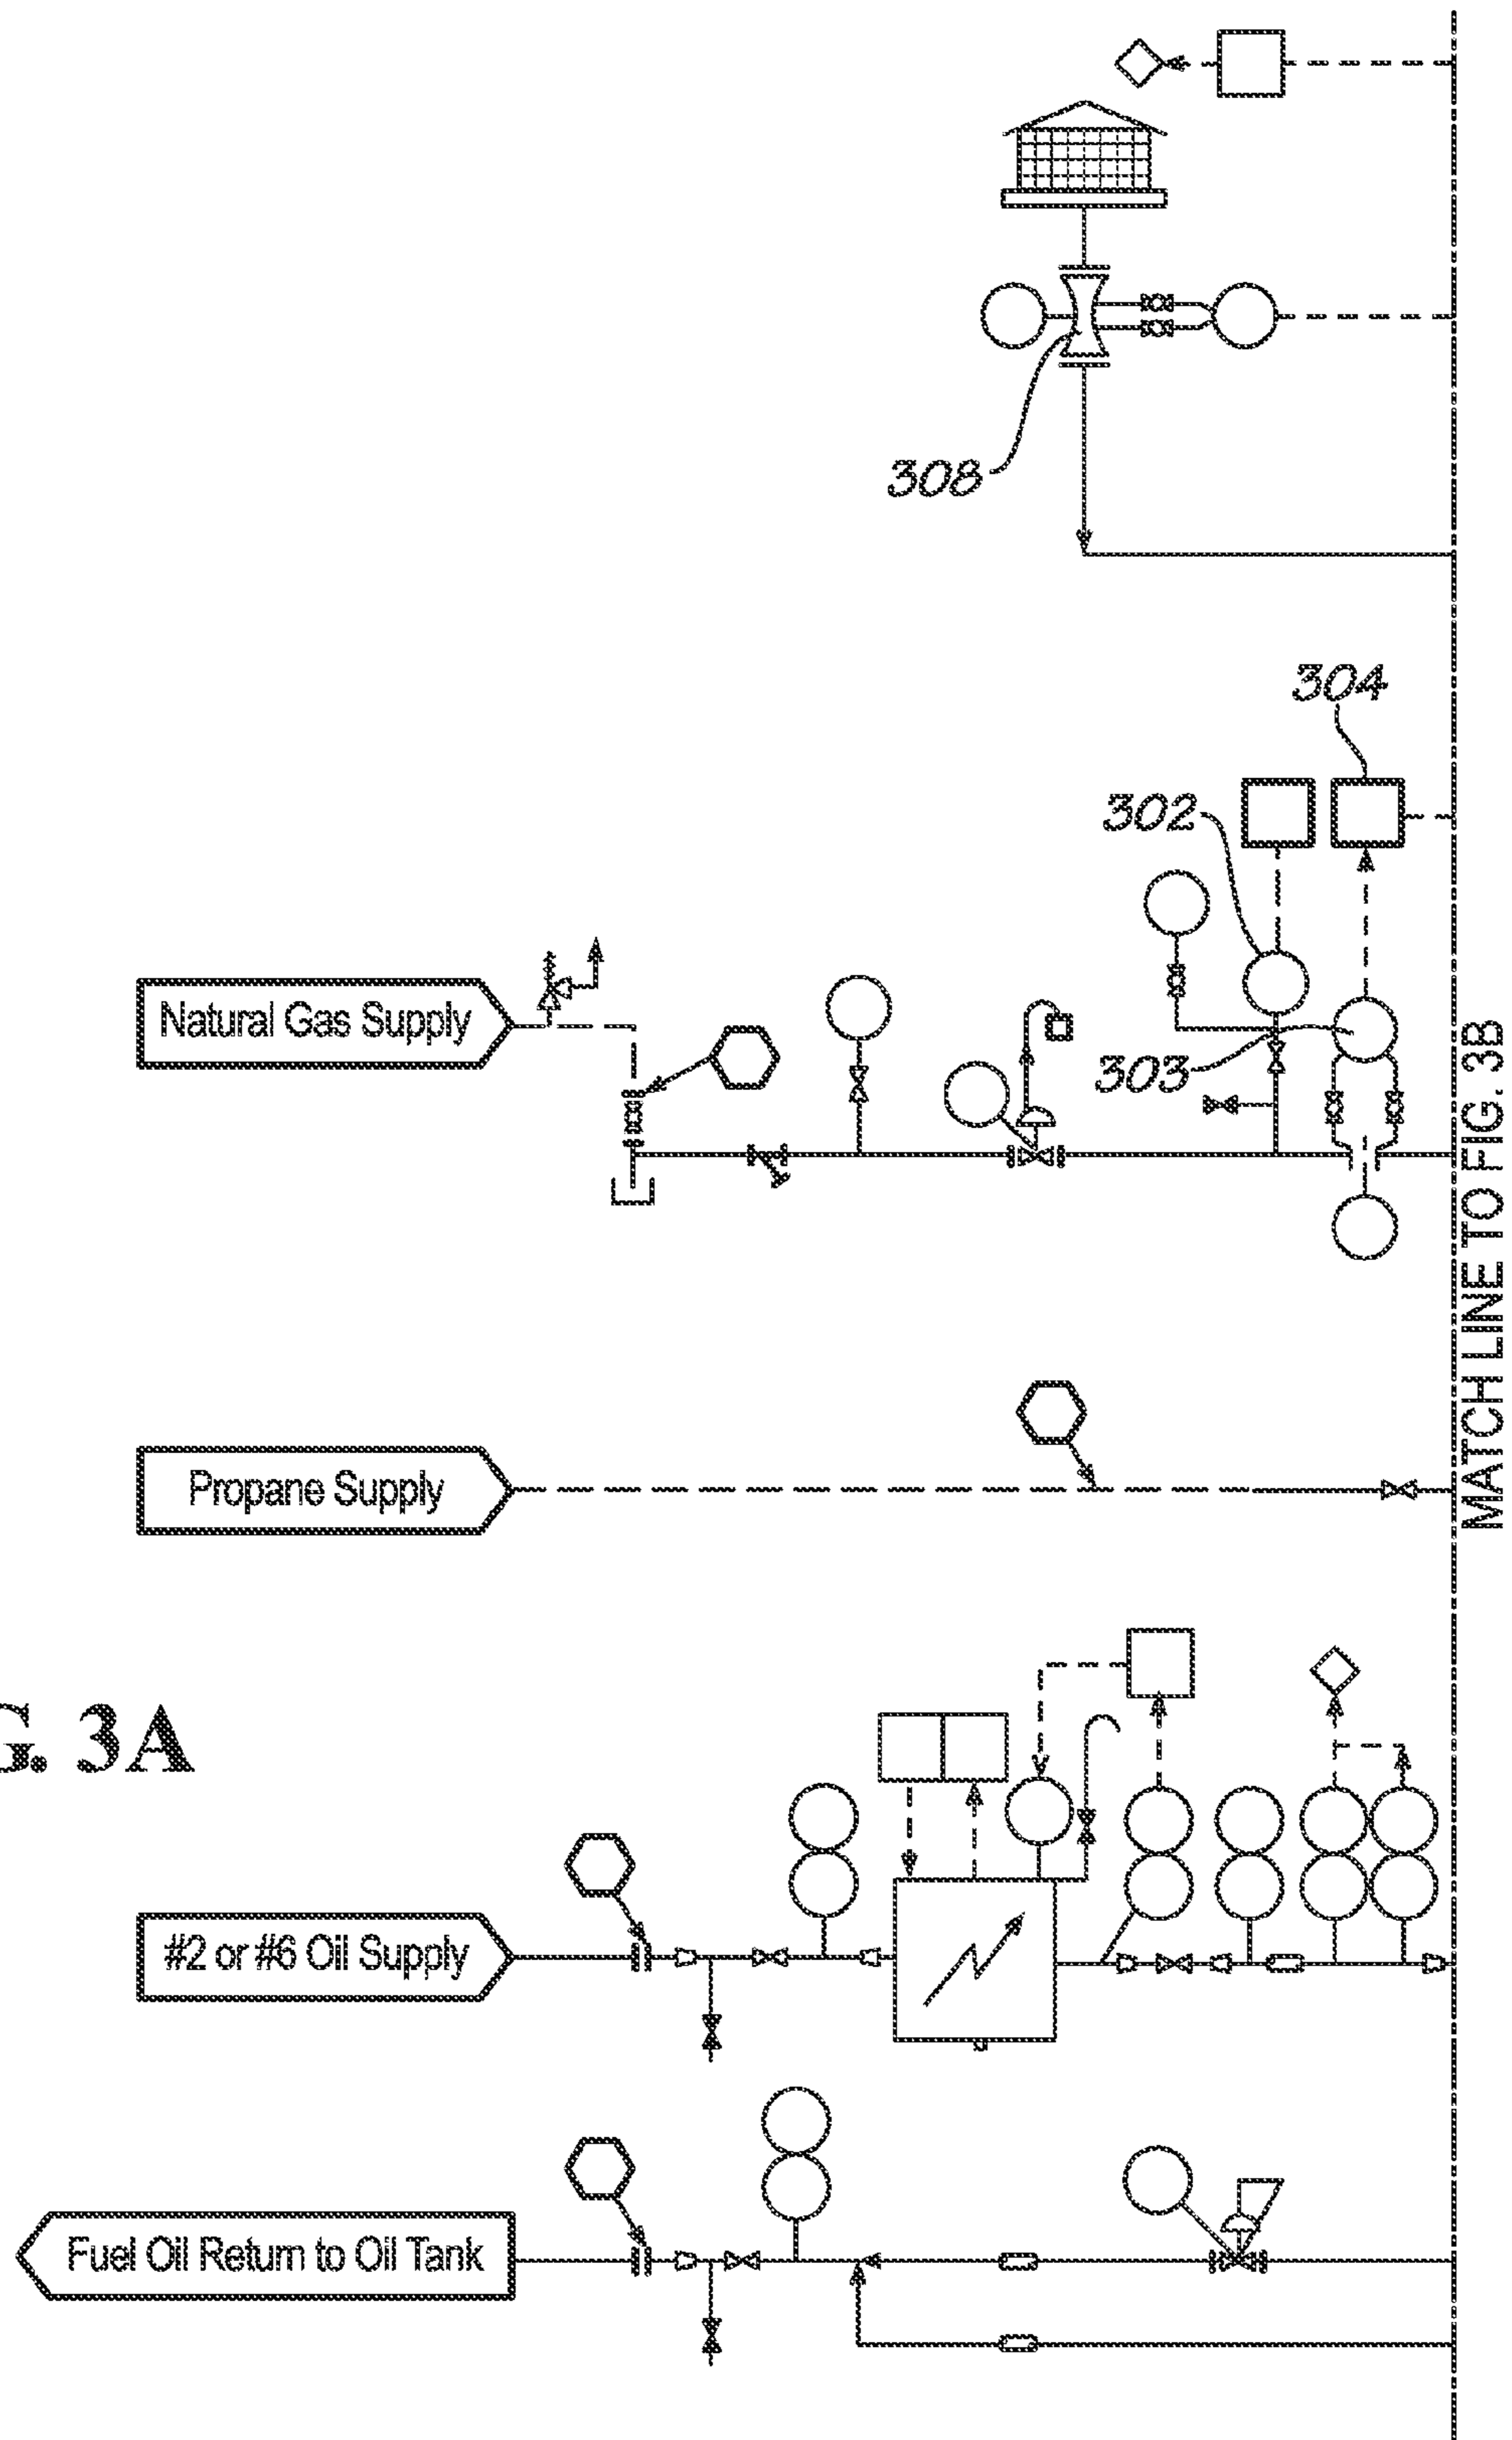 308
304
302
Natural Gas Supply
303
MATCH LINE TO FIG. 3B
Propane Supply
G. 3A
#2 or #6 Oil Supply
Fuel Oil Return to Oil Tank